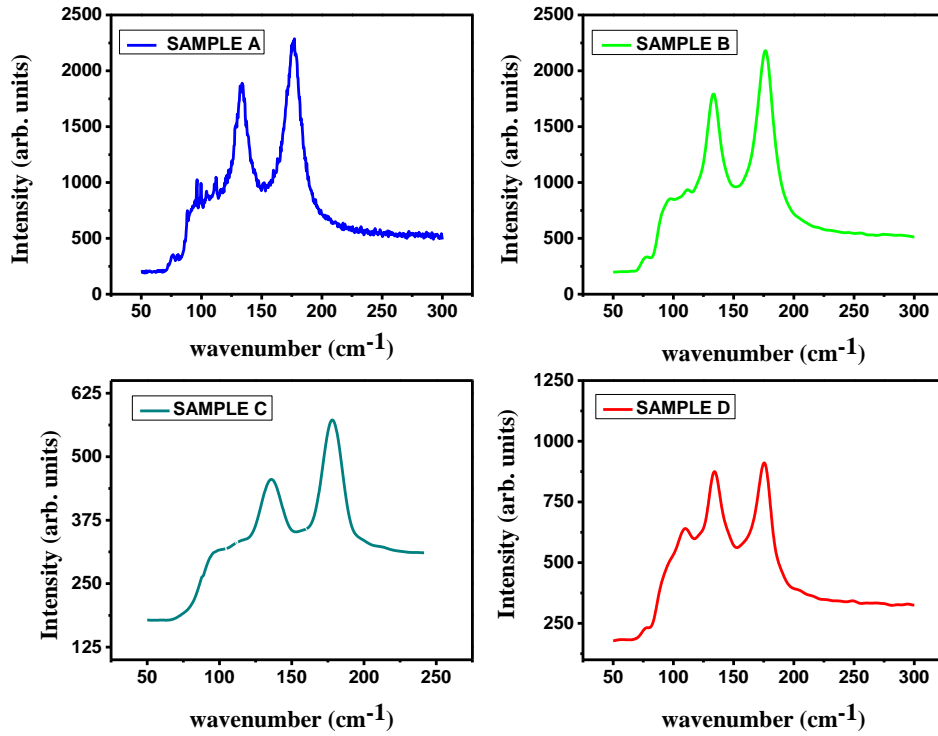 2500
2000
1500
1000
500
0
Intensity (arb. units)
SAMPLE A
50 100 150 200 250 300
wavenumber (cm-1)
2500
2000
1500
1000
500
0
Intensity (arb. units)
SAMPLE B
50 100 150 200 250 300
wavenumber (cm-1)
625
500
375
250
125
Intensity (arb. units)
SAMPLE C
50 100 150 200 250
wavenumber (cm-1)
1250
1000
750
500
250
Intensity (arb. units)
SAMPLE D
50 100 150 200 250 300
wavenumber (cm-1)